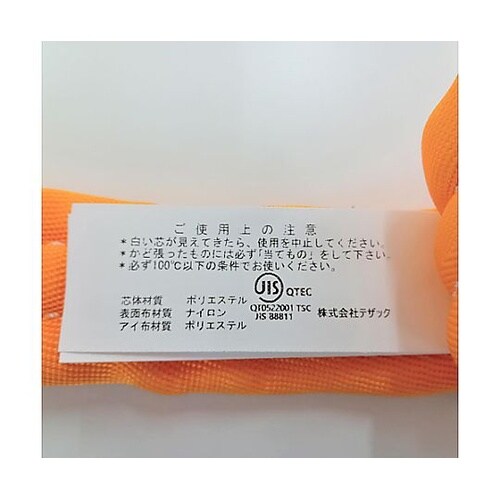 ご使用上の注意
*白い芯が見えてきたら、使用を中止してください。
*かど張ったものには必ず「当てもの」をして下さい。
*必ず100℃以下の条件でお使いください。
JIS QTEC
芯体材質 ポリエステル
QT0522001 TSC
表面布材質 ナイロン
JIS B8811 株式会社テザック
アイ布材質 ポリエステル